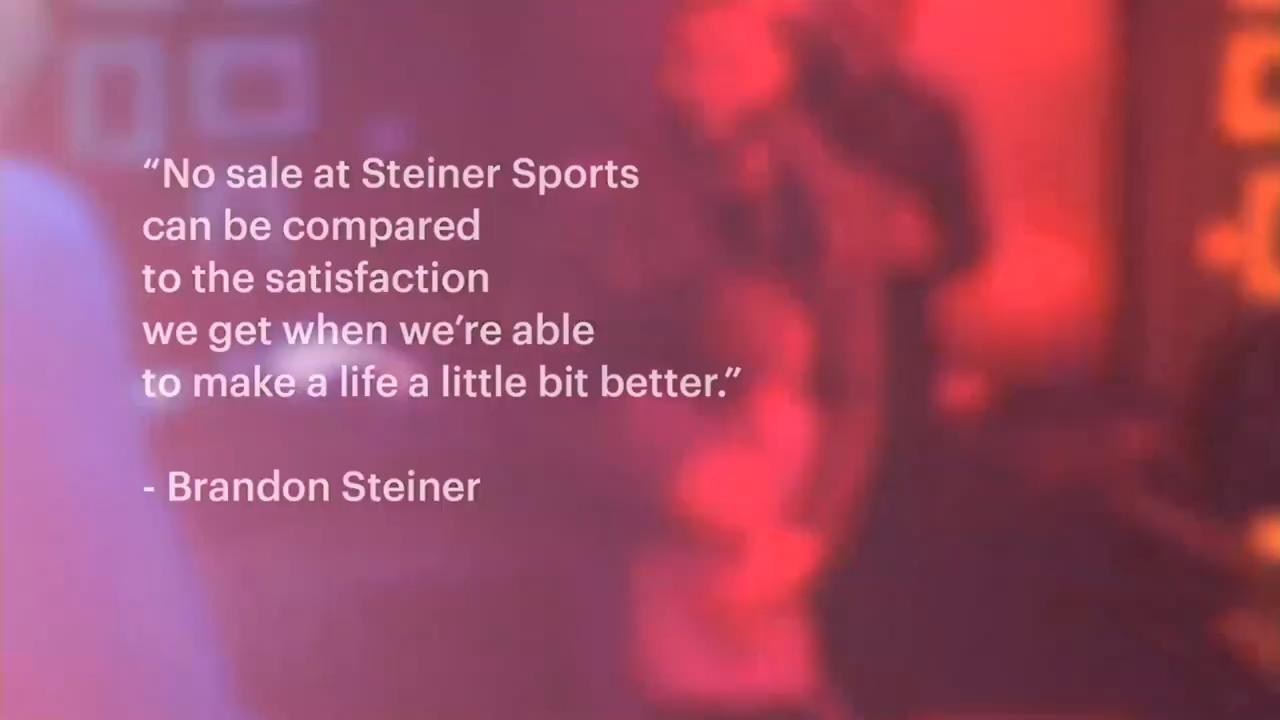 “No sale at Steiner Sports
can be compared
to the satisfaction
we get when we’re able
to make a life a little bit better.”
- Brandon Steiner